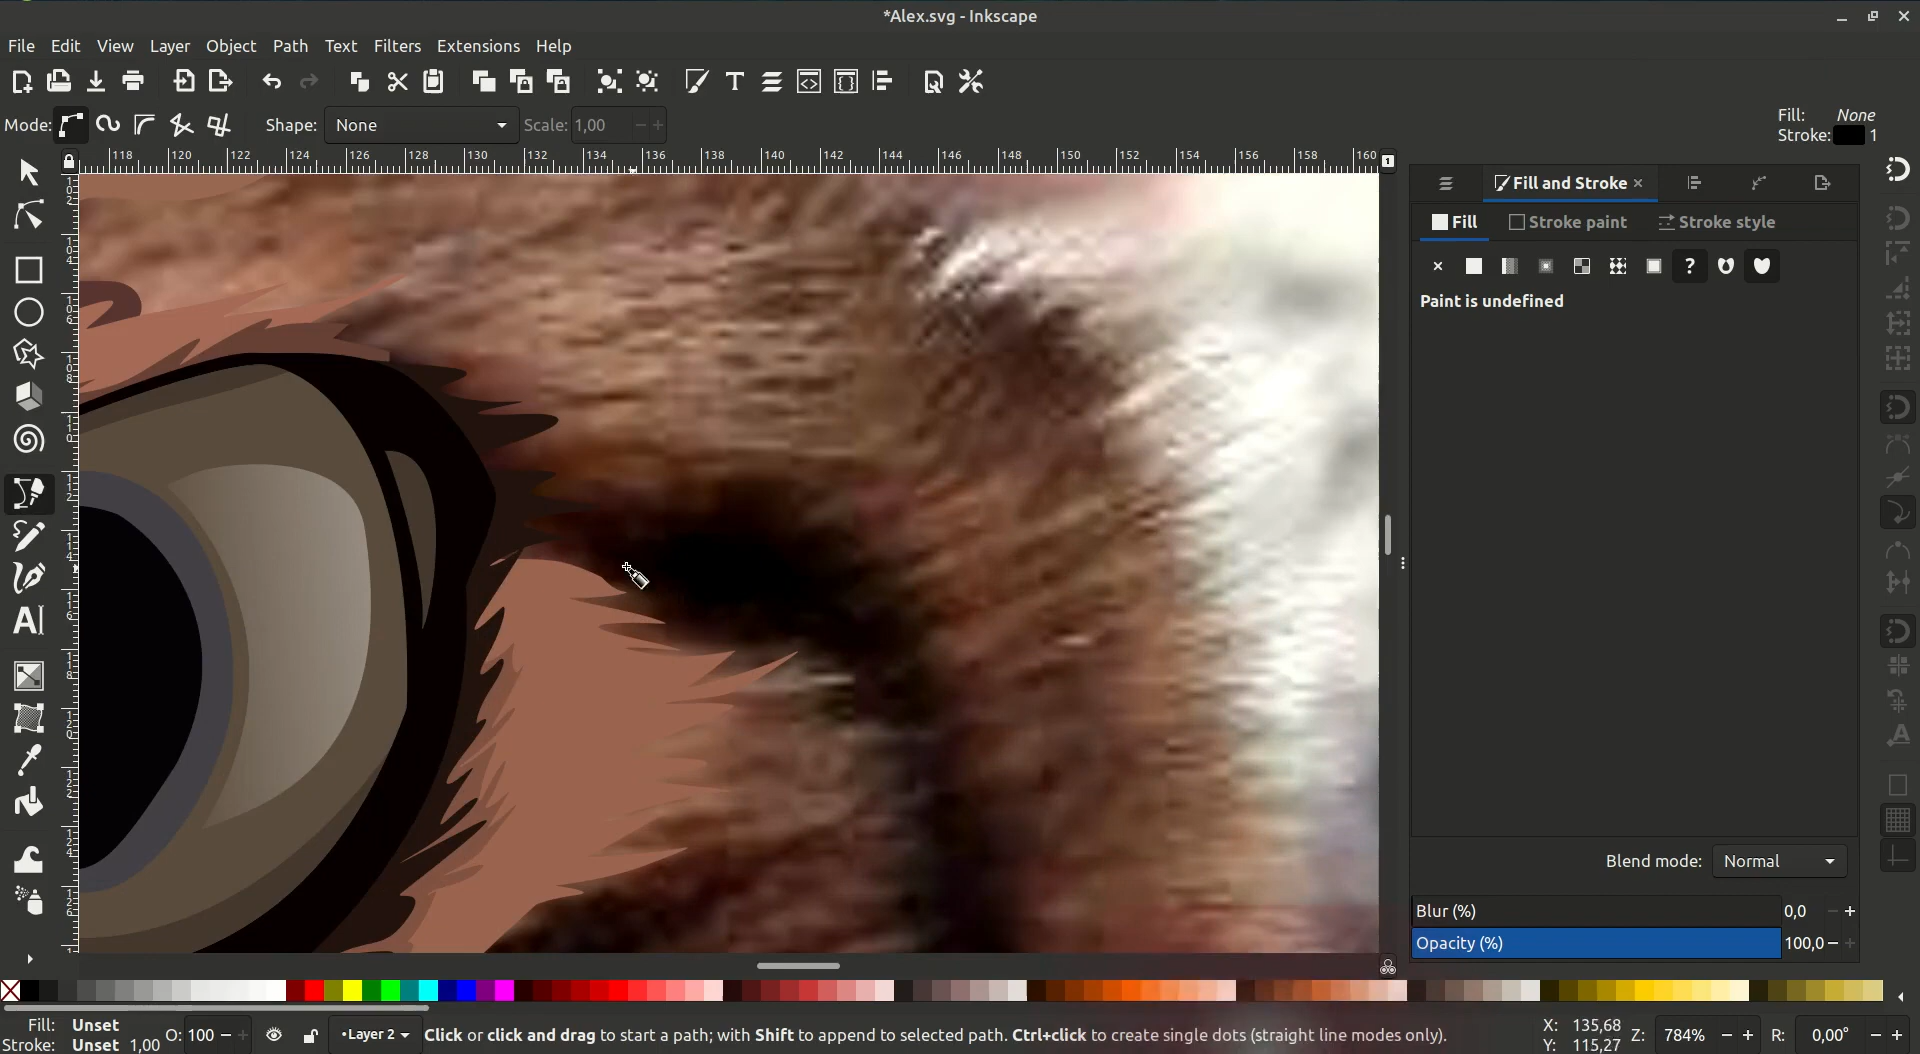 *Alex.svg - Inkscape
File Edit View Layer Object Path Text Filters Extensions Help
Mode: Shape: None Scale: 1,00
Fill: None
Stroke: 1
118 120 122 124 126 128 130 132 134 136 138 140 142 144 146 148 150 152 154 156 158 160
Fill and Stroke
Fill Stroke paint Stroke style
Paint is undefined
Blend mode: Normal
Blur (%) 0,0
Opacity (%) 100,0
Fill: Unset
Stroke: Unset 1,00
O: 100
•Layer 2
Click or click and drag to start a path; with Shift to append to selected path. Ctrl+click to create single dots (straight line modes only).
X: 135,68
Y: 115,27
Z: 784%
R: 0,00°